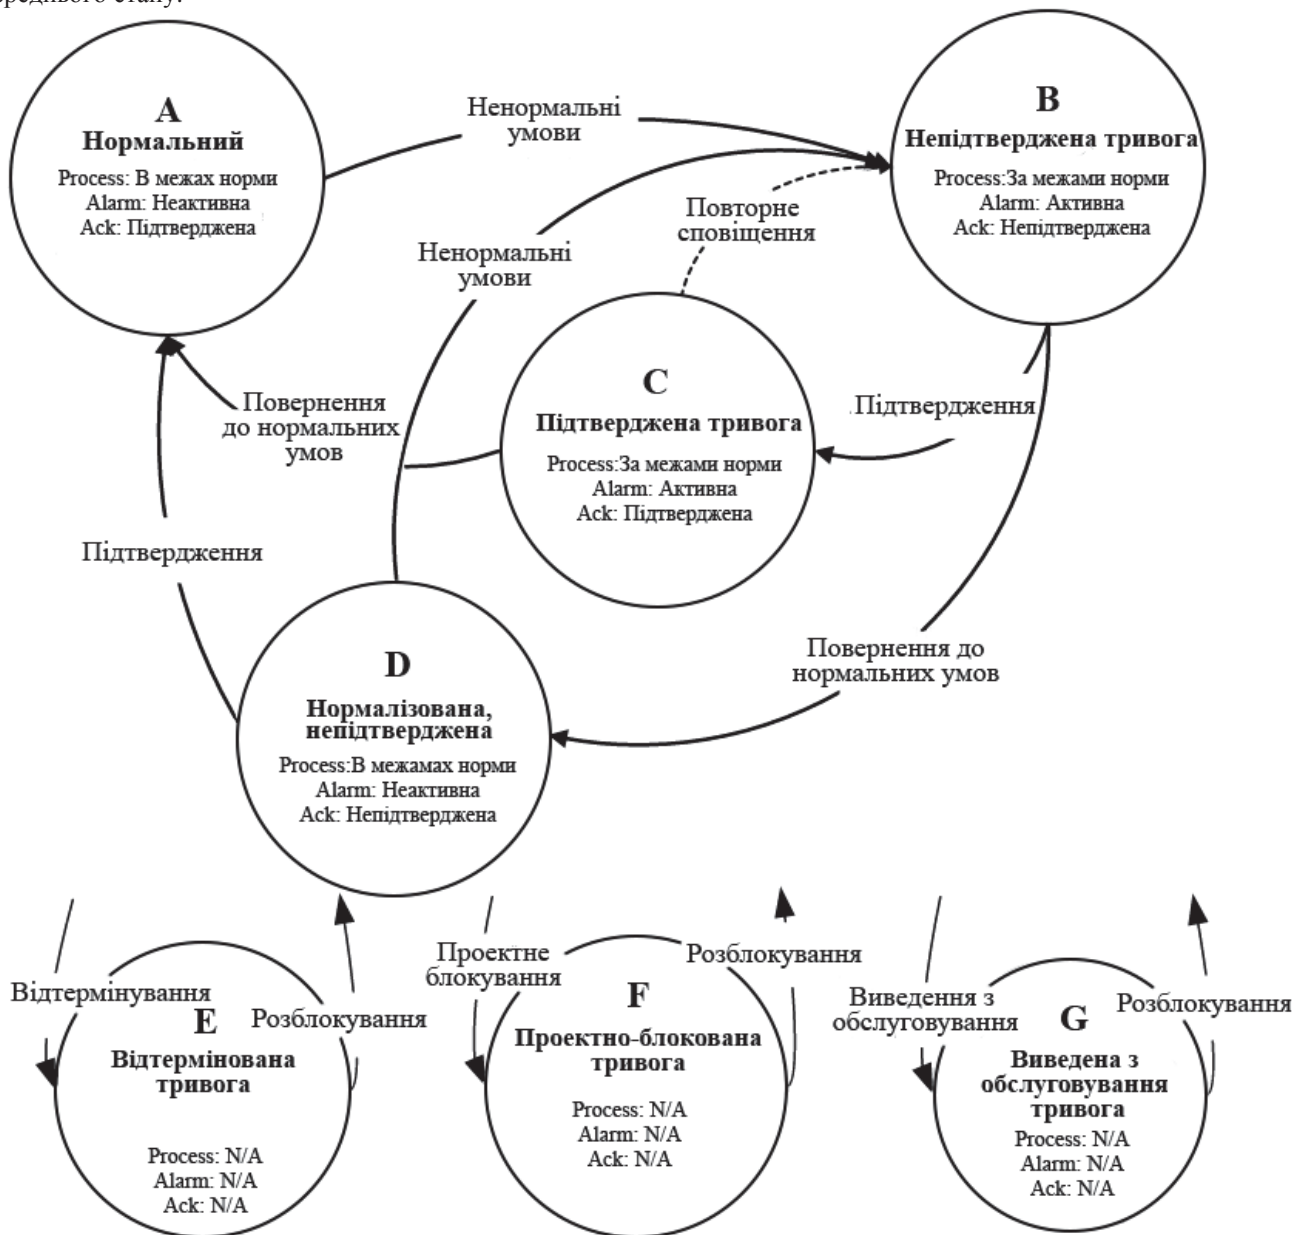 стану.
A
Нормальний
Process: В межах норми
Alarm: Неактивна
Ack: Підтверджена
Ненормальні
умови
B
Непідтверджена тривога
Process:За межами норми
Alarm: Активна
Ack: Непідтверджена
Повторне
сповіщення
Ненормальні
умови
C
Підтверджена тривога
Process:За межами норми
Alarm: Активна
Ack: Підтверджена
Повернення
до нормальних
умов
Підтвердження
Підтвердження
D
Нормалізована,
непідтверджена
Process:В межамах норми
Alarm: Неактивна
Ack: Непідтверджена
Повернення до
нормальних умов
Відтермінування
E
Розблокування
Відтермінована
тривога
Process: N/A
Alarm: N/A
Ack: N/A
Проектне
блокування
Розблокування
F
Проектно-блокована
тривога
Process: N/A
Alarm: N/A
Ack: N/A
Виведення з
обслуговування
Розблокування
G
Виведена з
обслуговування
тривога
Process: N/A
Alarm: N/A
Ack: N/A